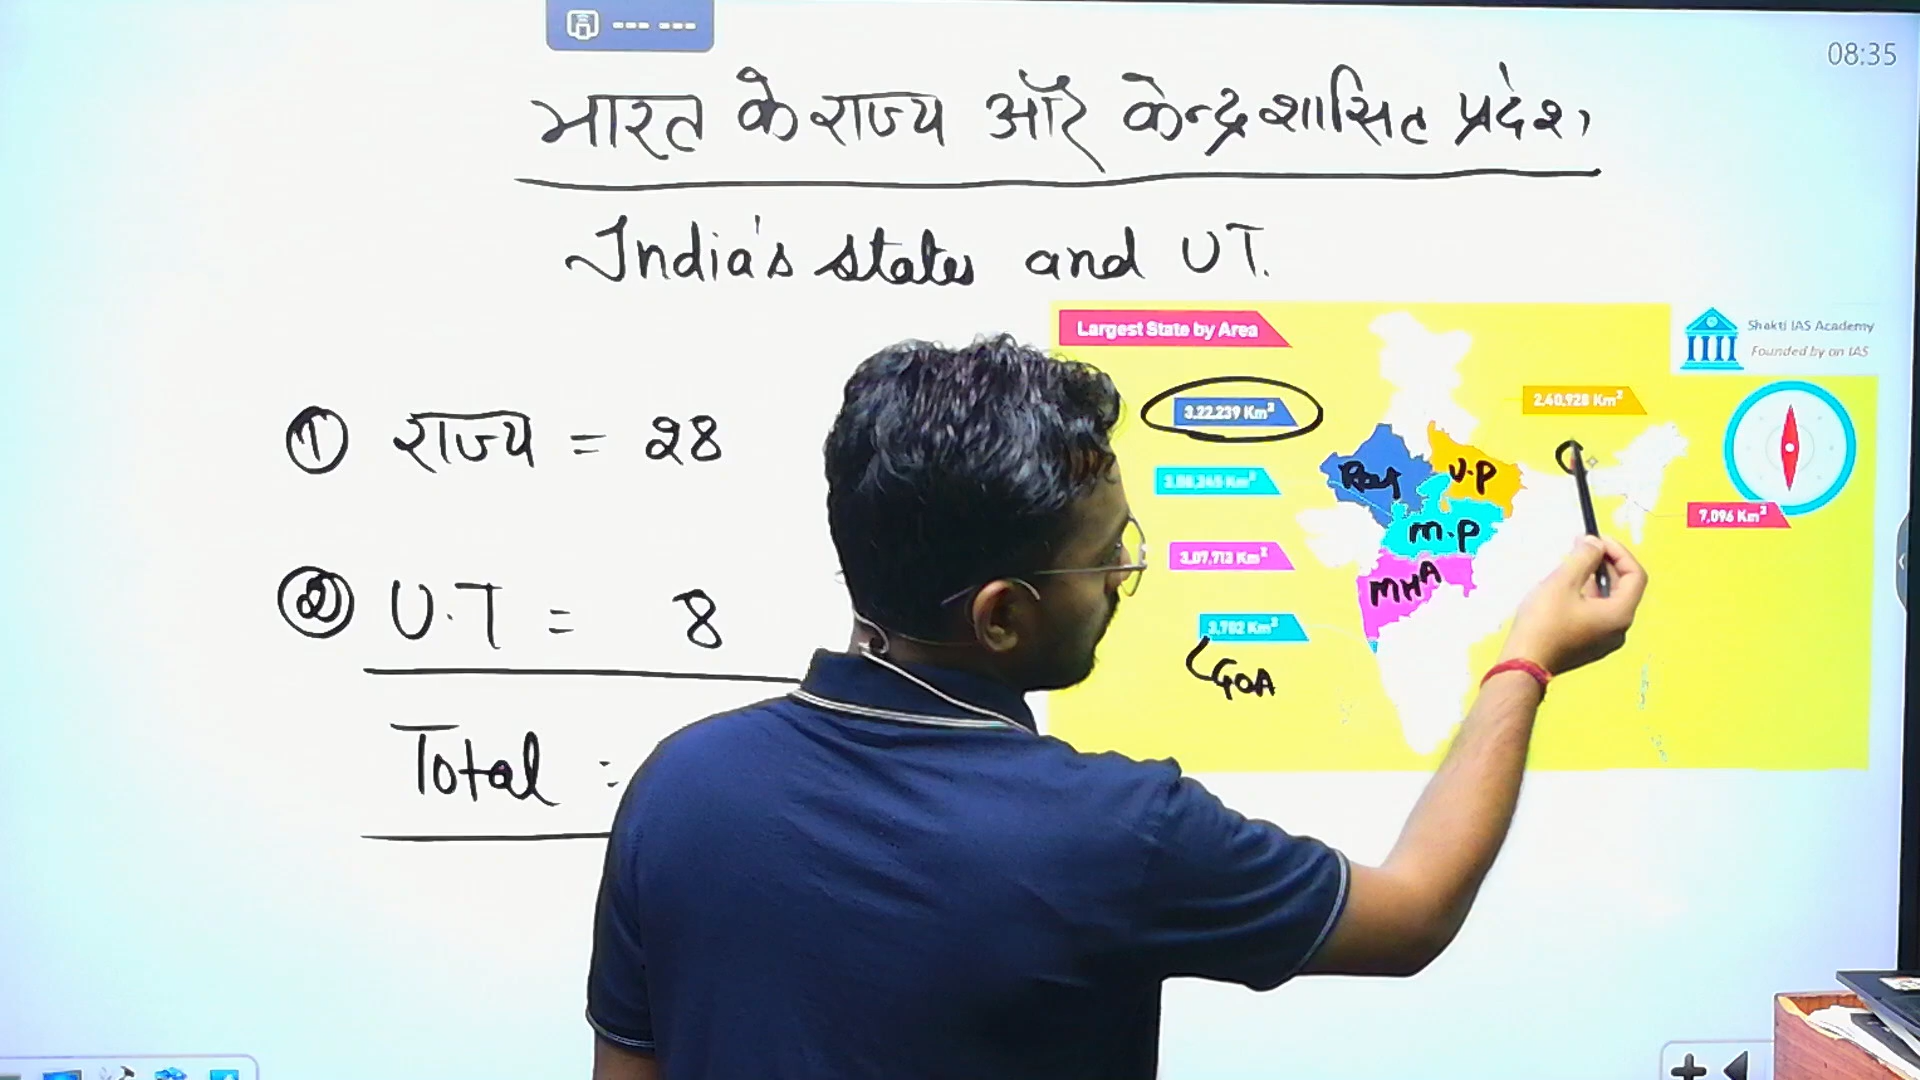 08:35
भारत के राज्य और केन्द्रशासित प्रदेश
India's states and UT.
Largest State by Area
Shakti IAS Academy
Founded by an IAS
3,22,239 Km²
2,40,928 Km²
① राज्य = 28
Raj
U.P
7,096 Km²
M.P
3,07,713 Km²
MHA
② U.T = 8
3,702 Km²
GOA
Total =